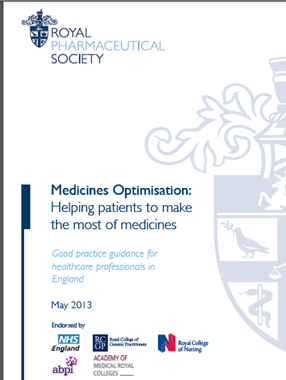 ROYAL
PHARMACEUTICAL
SOCIETY
Medicines Optimisation:
Helping patients to make
the most of medicines
Good practice guidance for
healthcare professionals in
England
May 2013
Endorsed by
NHS
England
RC
GP
Royal College of
General Practitioners
Royal College
of Nursing
abpi
ACADEMY OF
MEDICAL ROYAL
COLLEGES